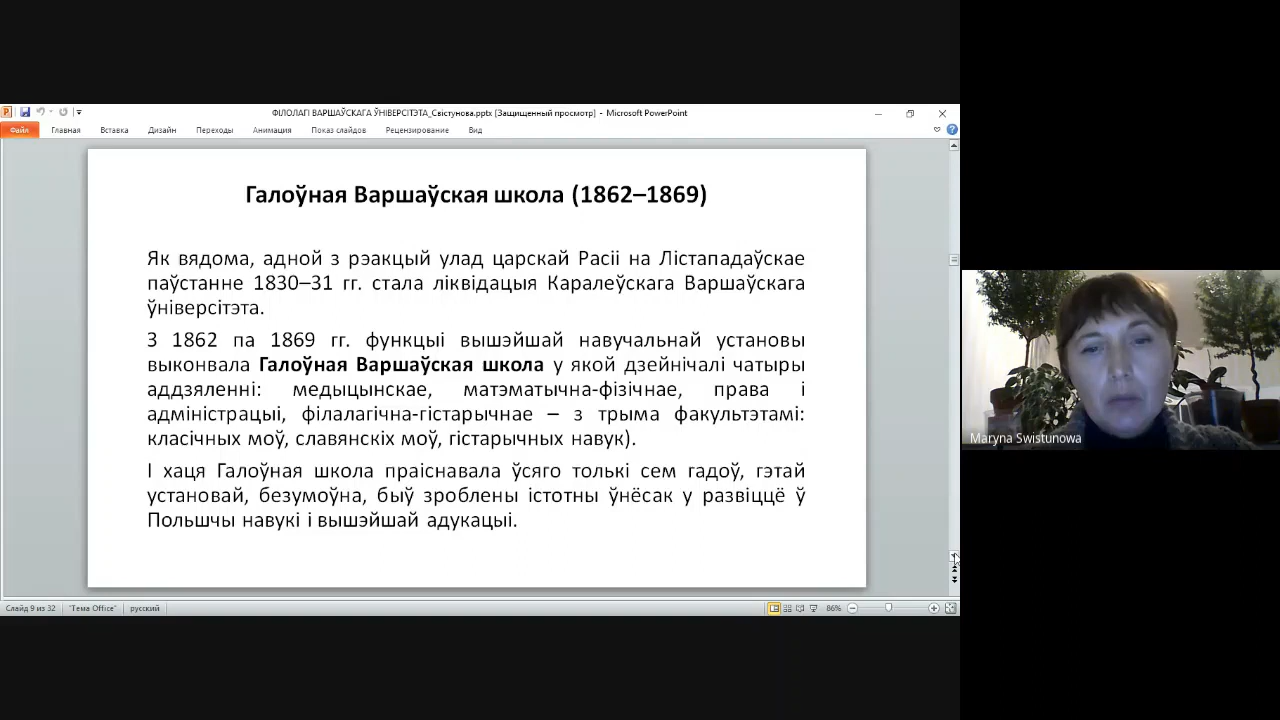 ФІЛОЛАГІ ВАРШАЎСКАГА ЎНІВЕРСІТЭТА_Свістунова.pptx [Защищенный просмотр] - Microsoft PowerPoint
Файл Главная Вставка Дизайн Переходы Анимация Показ слайдов Рецензирование Вид
Галоўная Варшаўская школа (1862–1869)
Як вядома, адной з рэакцый улад царскай Расіі на Лістападаўскае
паўстанне 1830–31 гг. стала ліквідацыя Каралеўскага Варшаўскага
ўніверсітэта.
З 1862 па 1869 гг. функцыі вышэйшай навучальнай установы
выконвала Галоўная Варшаўская школа у якой дзейнічалі чатыры
аддзяленні: медыцынскае, матэматычна-фізічнае, права і
адміністрацыі, філалагічна-гістарычнае – з трыма факультэтамі:
класічных моў, славянскіх моў, гістарычных навук).
І хаця Галоўная школа праіснавала ўсяго толькі сем гадоў, гэтай
установай, безумоўна, быў зроблены істотны ўнёсак у развіццё ў
Польшчы навукі і вышэйшай адукацыі.
Maryna Swistunowa
Слайд 9 из 32 "Тема Office" русский 86%